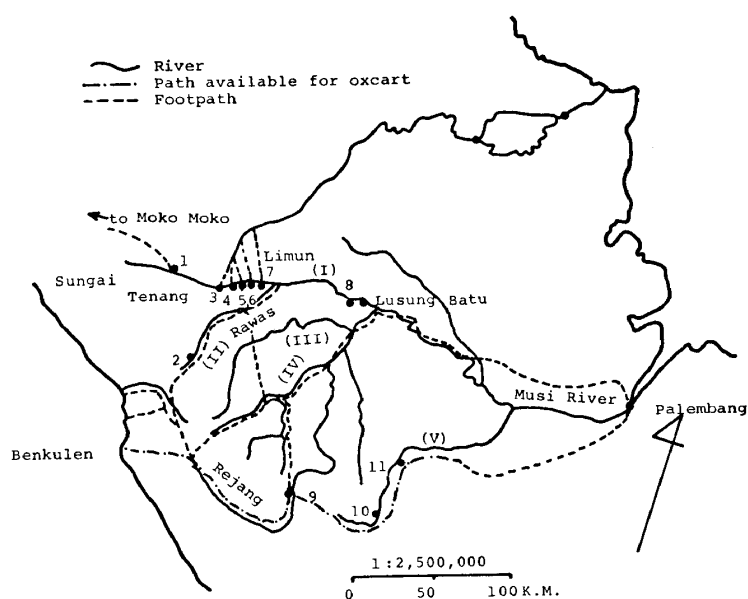 River
Path available for oxcart
Footpath
to Moko Moko
1
Limun
7
(I)
Sungai
Tenang
3
4
5
6
8
Lusung Batu
2
(II)
Rawas
(III)
(IV)
Musi River
Palembang
Benkulen
(V)
Rejang
11
9
10
1:2,500,000
0
50
100 K.M.